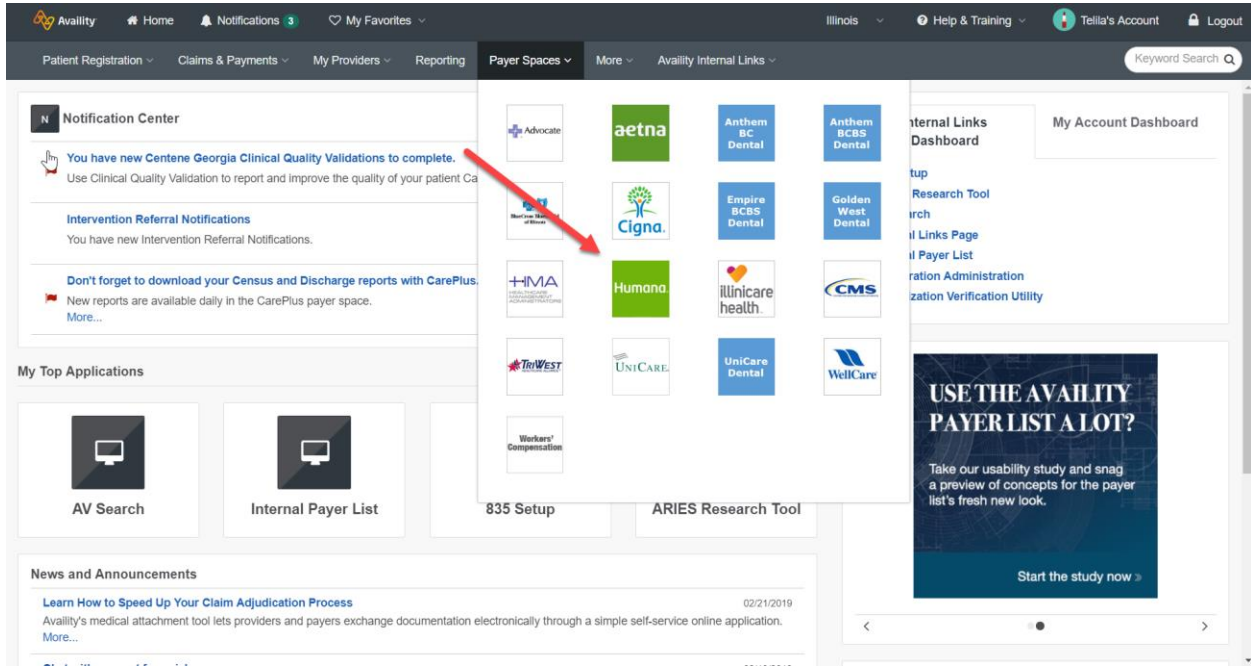 Availity Home Notifications 3 My Favorites Illinois Help & Training Telila's Account Logout
Patient Registration Claims & Payments My Providers Reporting Payer Spaces More Availity Internal Links Keyword Search
N Notification Center
You have new Centene Georgia Clinical Quality Validations to complete.
Use Clinical Quality Validation to report and improve the quality of your patient Ca
Intervention Referral Notifications
You have new Intervention Referral Notifications.
Don't forget to download your Census and Discharge reports with CarePlus.
New reports are available daily in the CarePlus payer space.
More...
Advocate
aetna
Anthem
BC
Dental
Anthem
BCBS
Dental
of Illinois
Cigna.
Empire
BCBS
Dental
Golden
West
Dental
HMA
HEALTHCARE
MANAGEMENT
ADMINISTRATORS
Humana
illinicare
health.
CMS
TRIWEST
UNICARE
UniCare
Dental
WellCare
Workers'
Compensation
nternal Links
Dashboard
My Account Dashboard
tup
Research Tool
rch
l Links Page
l Payer List
ration Administration
zation Verification Utility
My Top Applications
AV Search
Internal Payer List
835 Setup
ARIES Research Tool
USE THE AVAILITY
PAYER LIST A LOT?
Take our usability study and snag
a preview of concepts for the payer
list's fresh new look.
Start the study now »
News and Announcements
Learn How to Speed Up Your Claim Adjudication Process 02/21/2019
Availity's medical attachment tool lets providers and payers exchange documentation electronically through a simple self-service online application.
More...